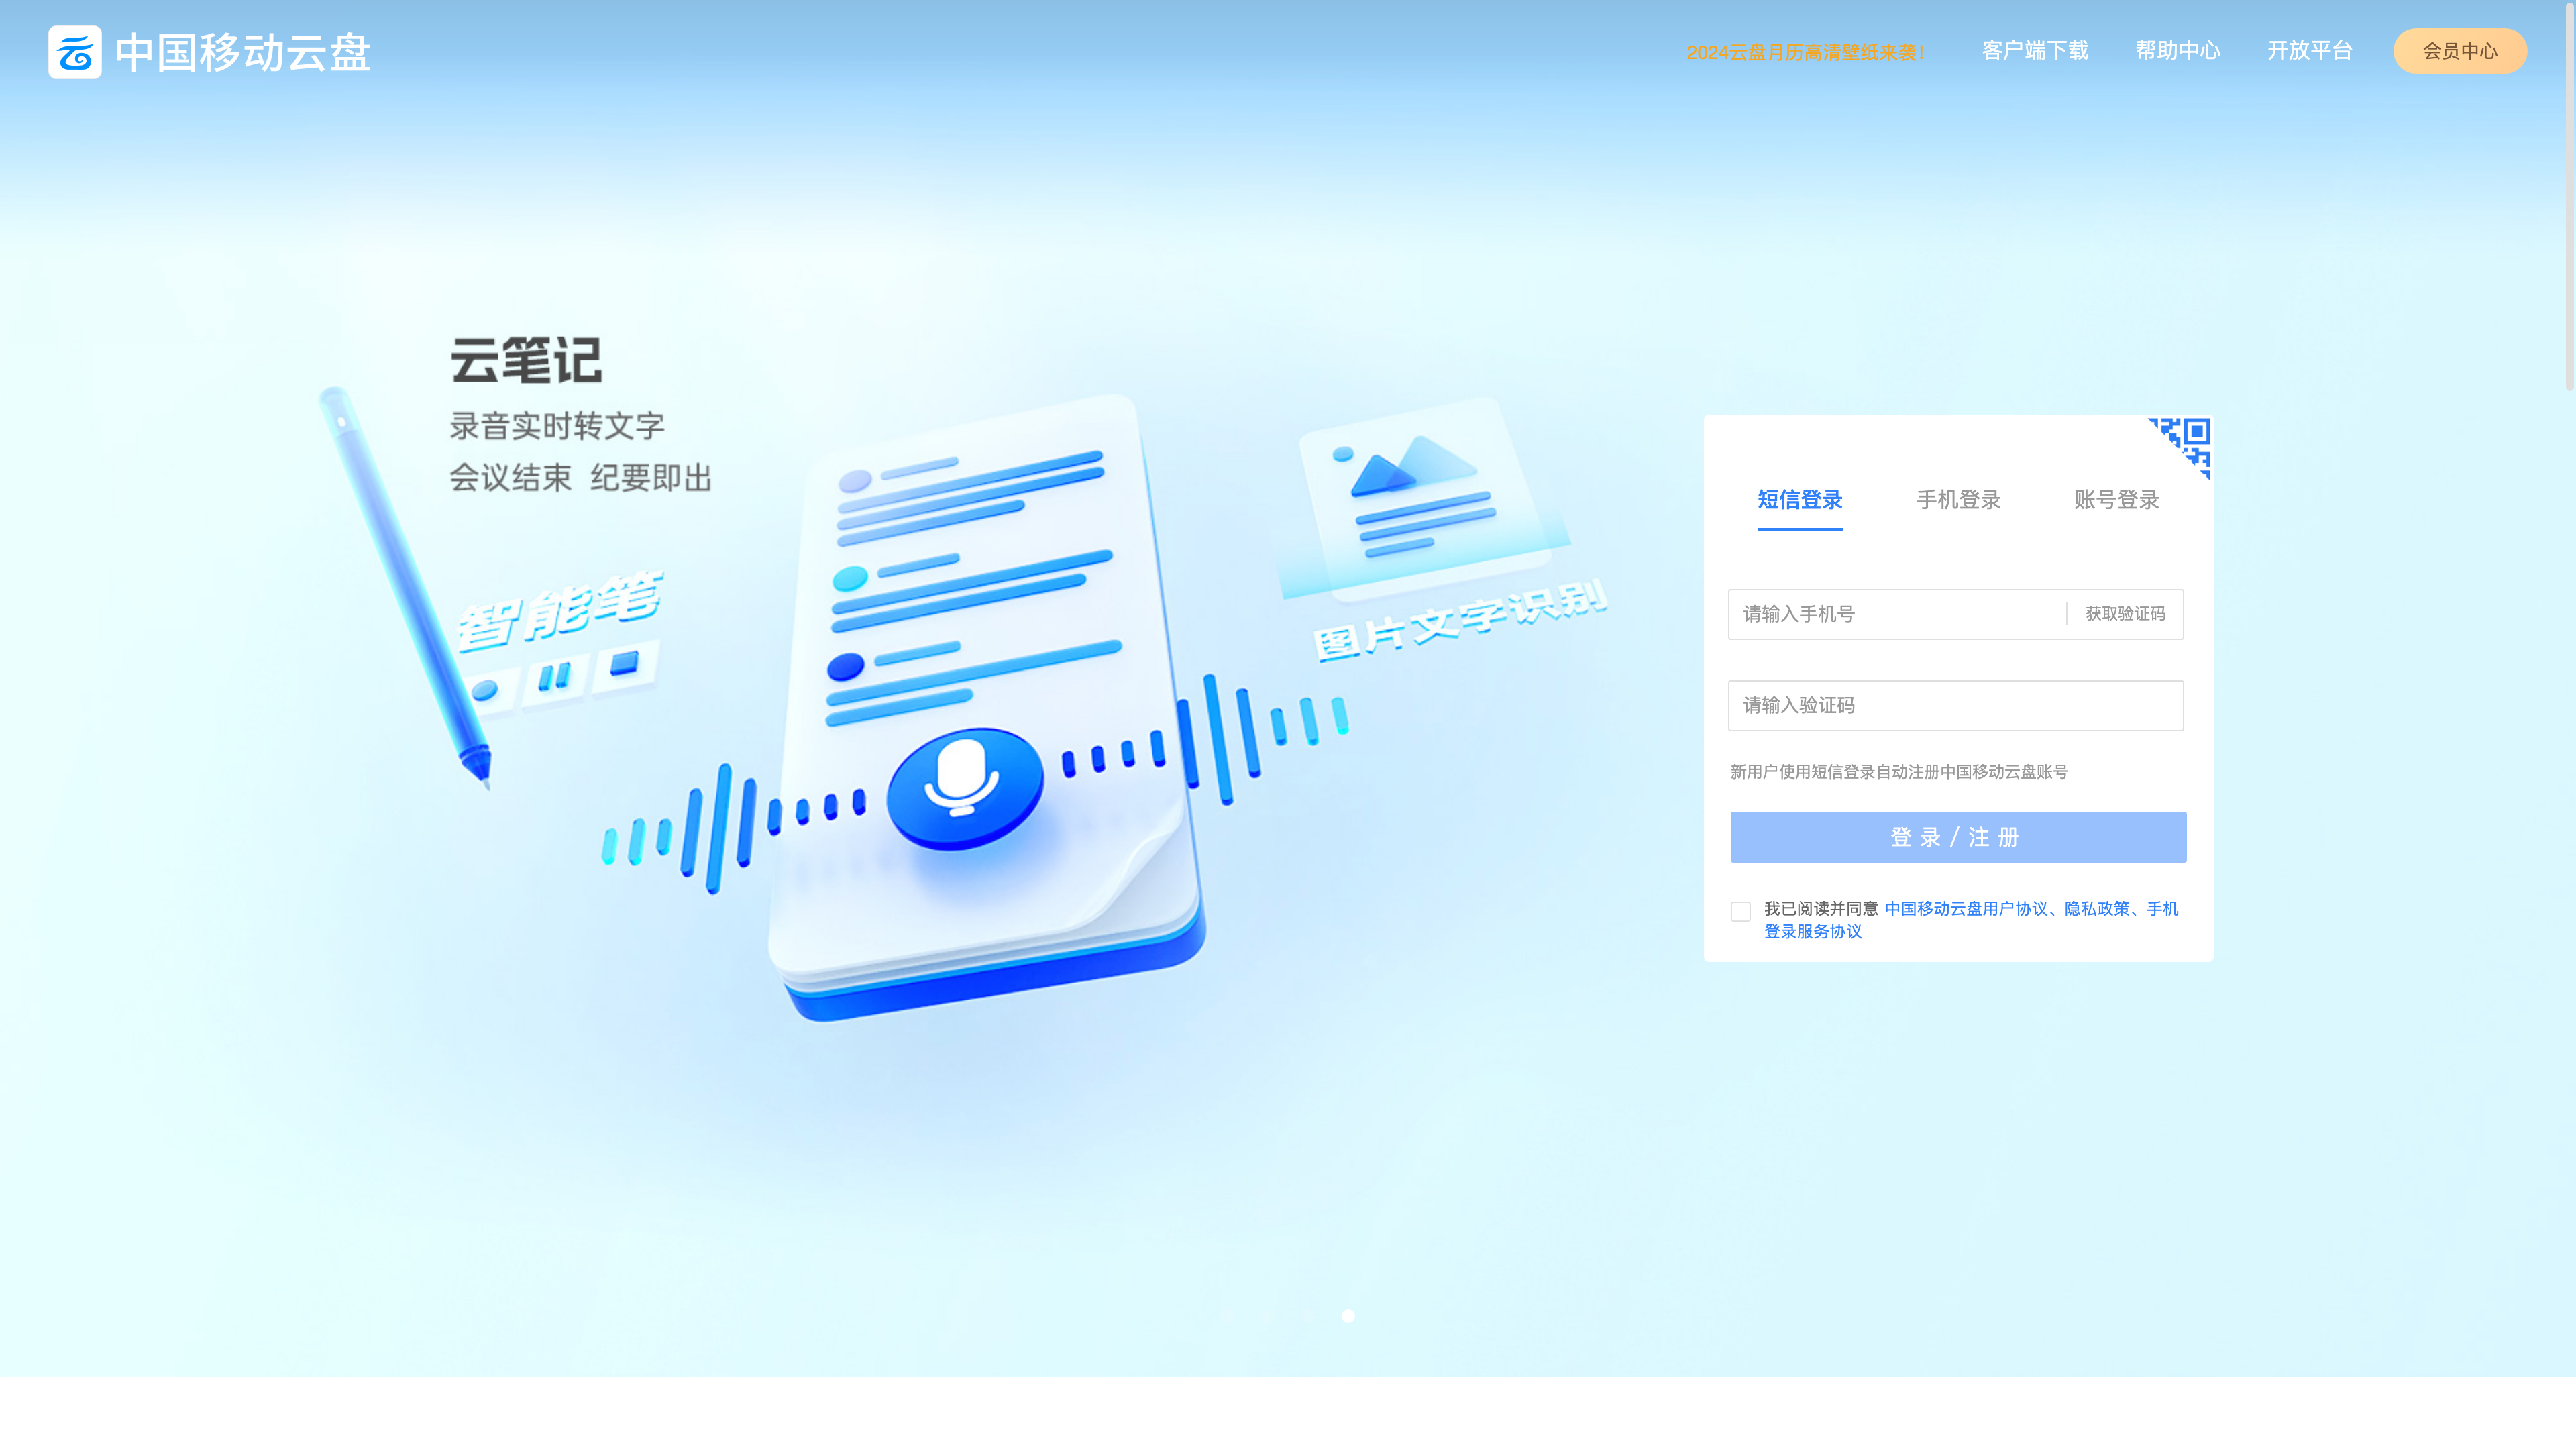 云 中国移动云盘
2024云盘月历高清壁纸来袭!
客户端下载
帮助中心
开放平台
会员中心
云笔记
录音实时转文字
会议结束 纪要即出
智能笔
图片文字识别
短信登录
手机登录
账号登录
请输入手机号
获取验证码
请输入验证码
新用户使用短信登录自动注册中国移动云盘账号
登 录 / 注 册
我已阅读并同意 中国移动云盘用户协议、隐私政策、手机
登录服务协议